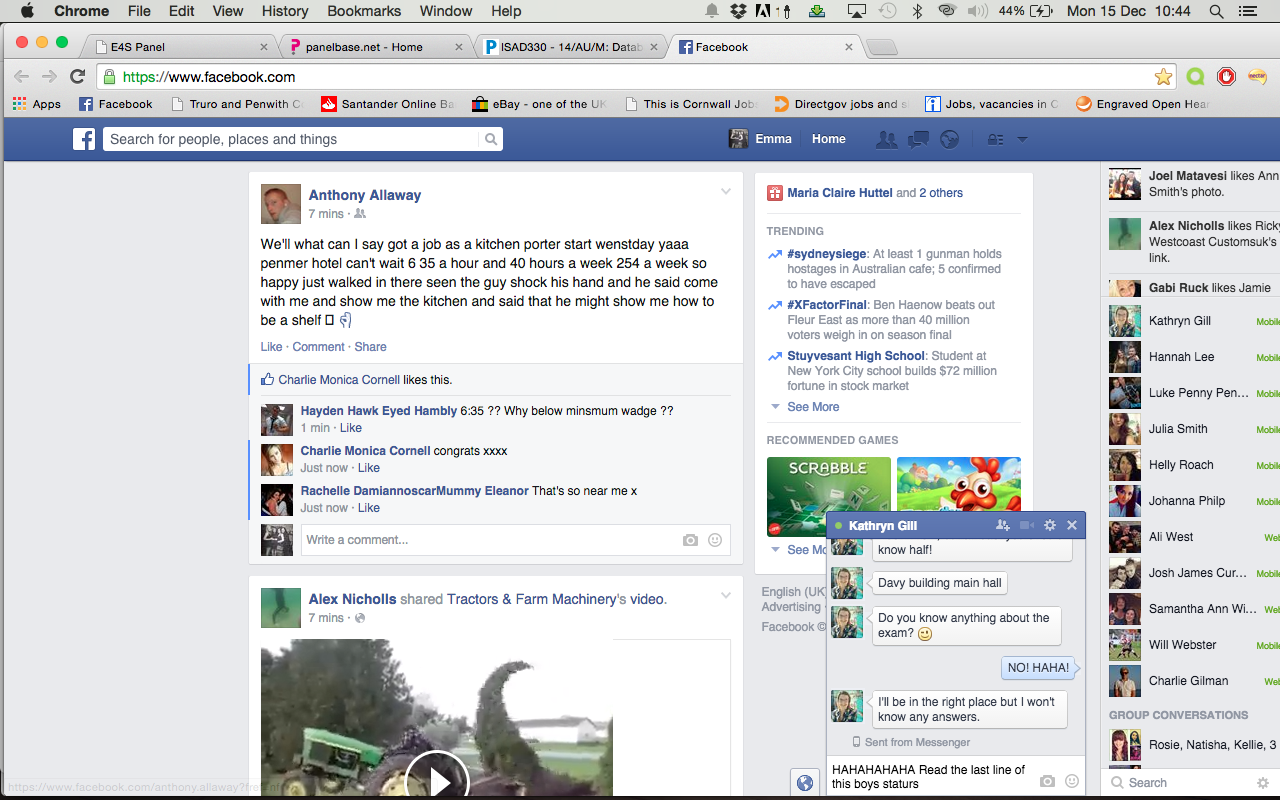 Chrome File Edit View History Bookmarks Window Help 44% Mon 15 Dec 10:44
E4S Panel panelbase.net - Home ISAD330 - 14/AU/M: Datab Facebook
https://www.facebook.com
Apps Facebook Truro and Penwith Co Santander Online Ba eBay - one of the UK This is Cornwall Jobs Directgov jobs and s Jobs, vacancies in C Engraved Open Hear
Search for people, places and things
Emma Home
Anthony Allaway
7 mins ·
We'll what can I say got a job as a kitchen porter start wenstday yaaa
penmer hotel can't wait 6 35 a hour and 40 hours a week 254 a week so
happy just walked in there seen the guy shock his hand and he said come
with me and show me the kitchen and said that he might show me how to
be a shelf
Like · Comment · Share
Charlie Monica Cornell likes this.
Hayden Hawk Eyed Hambly 6:35 ?? Why below minsmum wadge ??
1 min · Like
Charlie Monica Cornell congrats xxxx
Just now · Like
Rachelle DamiannoscarMummy Eleanor That's so near me x
Just now · Like
Write a comment...
Alex Nicholls shared Tractors & Farm Machinery's video.
7 mins ·
https://www.facebook.com/anthony.allaway?fref=nf
Maria Claire Huttel and 2 others
TRENDING
#sydneysiege: At least 1 gunman holds
hostages in Australian cafe; 5 confirmed
to have escaped
#XFactorFinal: Ben Haenow beats out
Fleur East as more than 40 million
voters weigh in on season final
Stuyvesant High School: Student at
New York City school builds $72 million
fortune in stock market
See More
RECOMMENDED GAMES
SCRABBLE
See Mo
English (UK
Advertising
Facebook ©
Kathryn Gill
know half!
Davy building main hall
Do you know anything about the
exam?
NO! HAHA!
I'll be in the right place but I won't
know any answers.
Sent from Messenger
HAHAHAHAHA Read the last line of
this boys staturs
Joel Matavesi likes Ann
Smith's photo.
Alex Nicholls likes Ricky
Westcoast Customsuk's
link.
Gabi Ruck likes Jamie
Kathryn Gill Mobile
Hannah Lee Mobile
Luke Penny Pen... Mobile
Julia Smith Mobile
Helly Roach Mobile
Johanna Philp Mobile
Ali West Web
Josh James Cur... Mobile
Samantha Ann Wi... Web
Will Webster Mobile
Charlie Gilman Web
GROUP CONVERSATIONS
Rosie, Natisha, Kellie, 3
Search